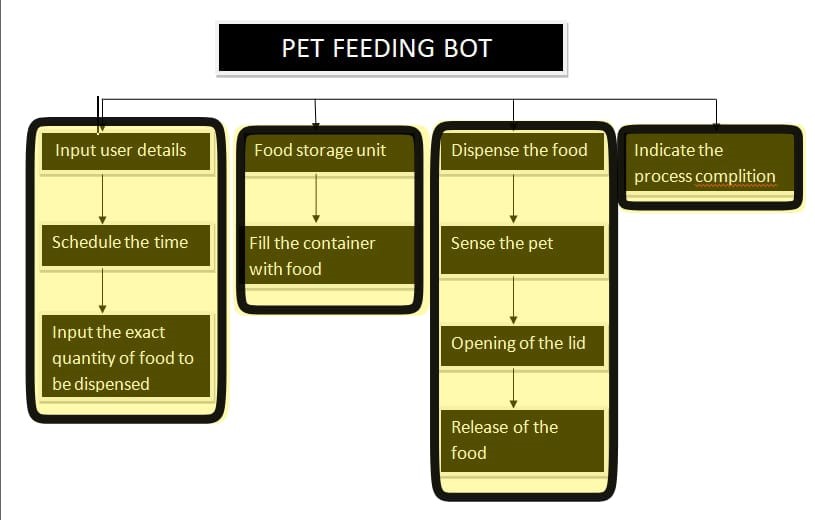 PET FEEDING BOT
Input user details
Schedule the time
Input the exact
quantity of food to
be dispensed
Food storage unit
Fill the container
with food
Dispense the food
Sense the pet
Opening of the lid
Release of the
food
Indicate the
process complition